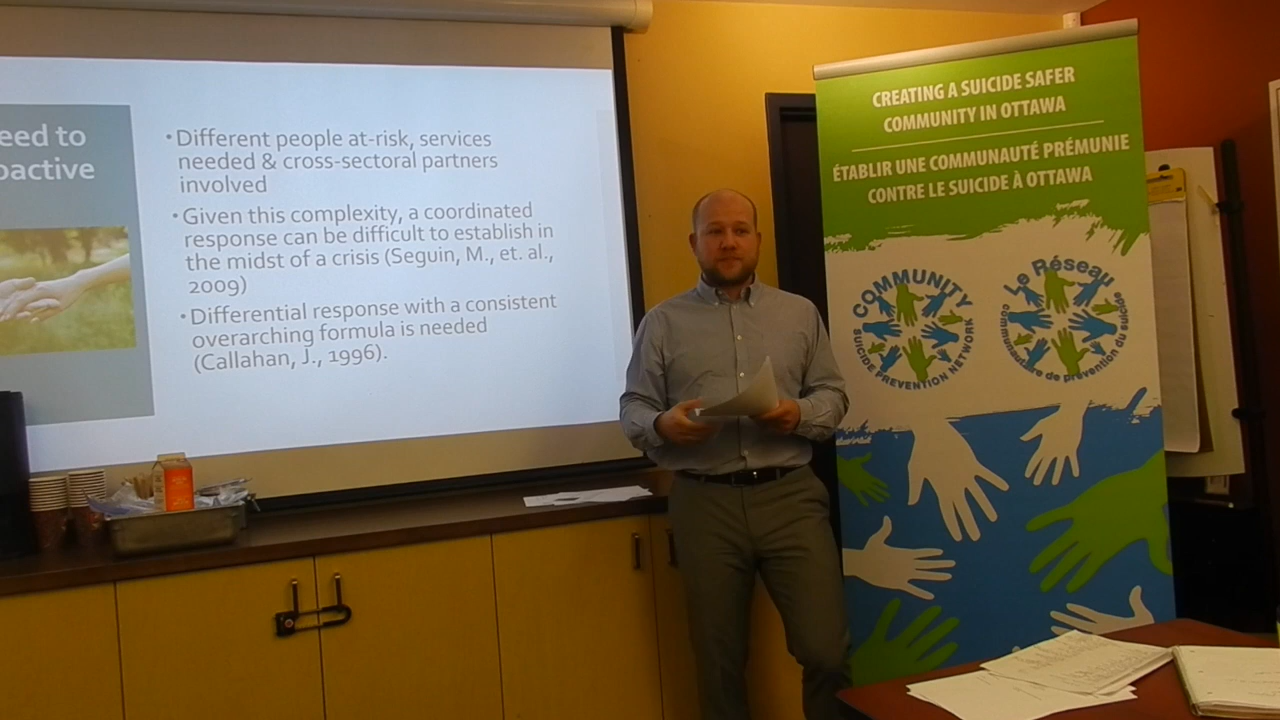 eed to
oactive
•Different people at-risk, services
needed & cross-sectoral partners
involved
•Given this complexity, a coordinated
response can be difficult to establish in
the midst of a crisis (Seguin, M., et. al.,
2009)
•Differential response with a consistent
overarching formula is needed
(Callahan, J., 1996).
CREATING A SUICIDE SAFER
COMMUNITY IN OTTAWA
ÉTABLIR UNE COMMUNAUTÉ PRÉMUNIE
CONTRE LE SUICIDE À OTTAWA
COMMUNITY
SUICIDE PREVENTION NETWORK
Le Réseau
communautaire de prévention du suicide